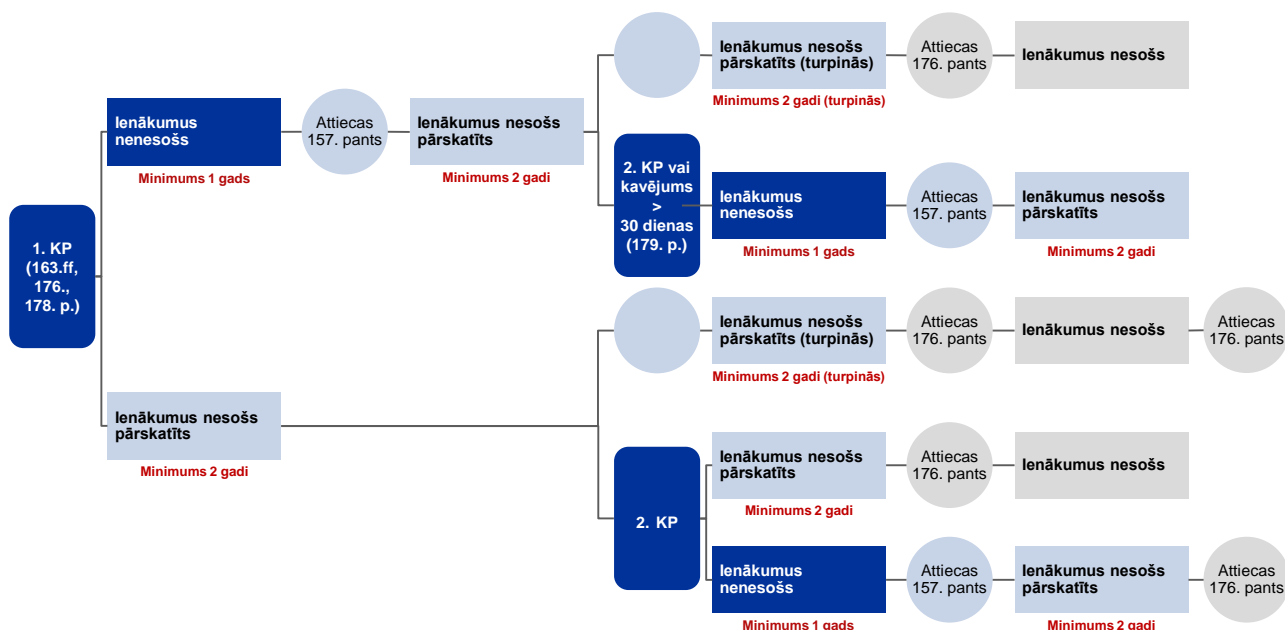 Ienākumus nesošs
pārskatīts (turpinās)
Minimums 2 gadi (turpinās)
Attiecas
176. pants
Ienākumus nesošs
Ienākumus
nenesošs
Minimums 1 gads
Attiecas
157. pants
Ienākumus nesošs
pārskatīts
Minimums 2 gadi
2. KP vai
kavējums
>
30 dienas
(179. p.)
Ienākumus
nenesošs
Minimums 1 gads
Attiecas
157. pants
Ienākumus nesošs
pārskatīts
Minimums 2 gadi
1. KP
(163.ff,
176.,
178. p.)
Ienākumus nesošs
pārskatīts (turpinās)
Minimums 2 gadi (turpinās)
Attiecas
176. pants
Ienākumus nesošs
Attiecas
176. pants
Ienākumus nesošs
pārskatīts
Minimums 2 gadi
2. KP
Ienākumus nesošs
pārskatīts
Minimums 2 gadi
Attiecas
176. pants
Ienākumus nesošs
Ienākumus
nenesošs
Minimums 1 gads
Attiecas
157. pants
Ienākumus nesošs
pārskatīts
Minimums 2 gadi
Attiecas
176. pants